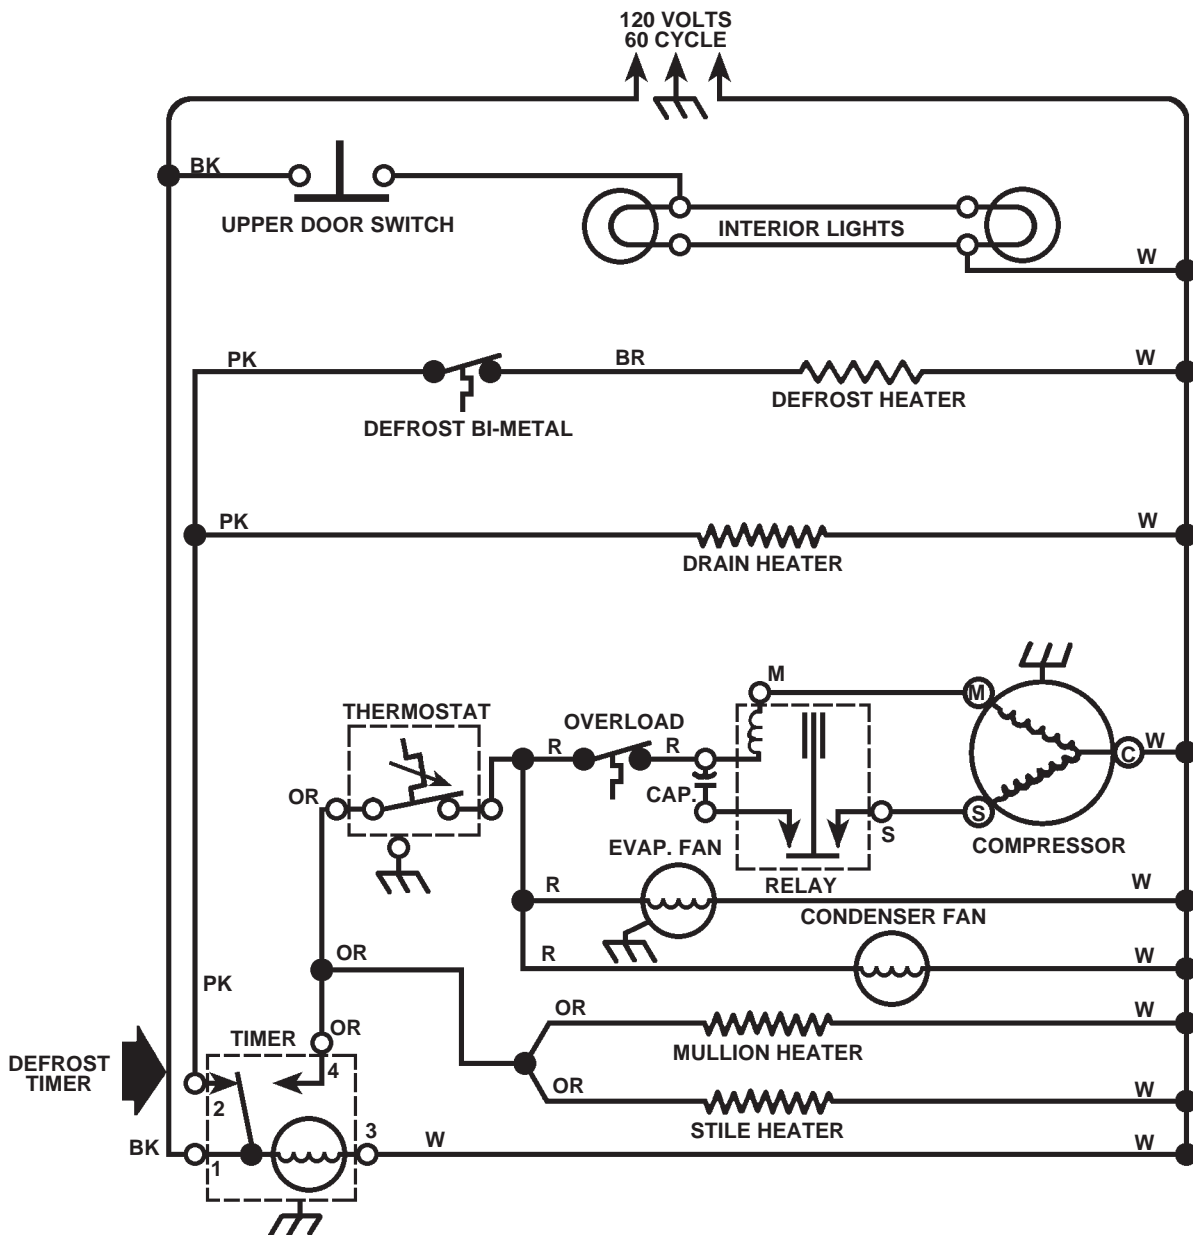 120 VOLTS
60 CYCLE
BK
UPPER DOOR SWITCH
INTERIOR LIGHTS
W
PK
BR
W
DEFROST BI-METAL
DEFROST HEATER
PK
W
DRAIN HEATER
THERMOSTAT
OVERLOAD
M
M
R
R
C
W
OR
CAP.
S
S
COMPRESSOR
EVAP. FAN
RELAY
R
W
CONDENSER FAN
OR
R
W
PK
OR
W
MULLION HEATER
TIMER
OR
4
DEFROST
TIMER
2
OR
W
STILE HEATER
BK
1
3
W
W